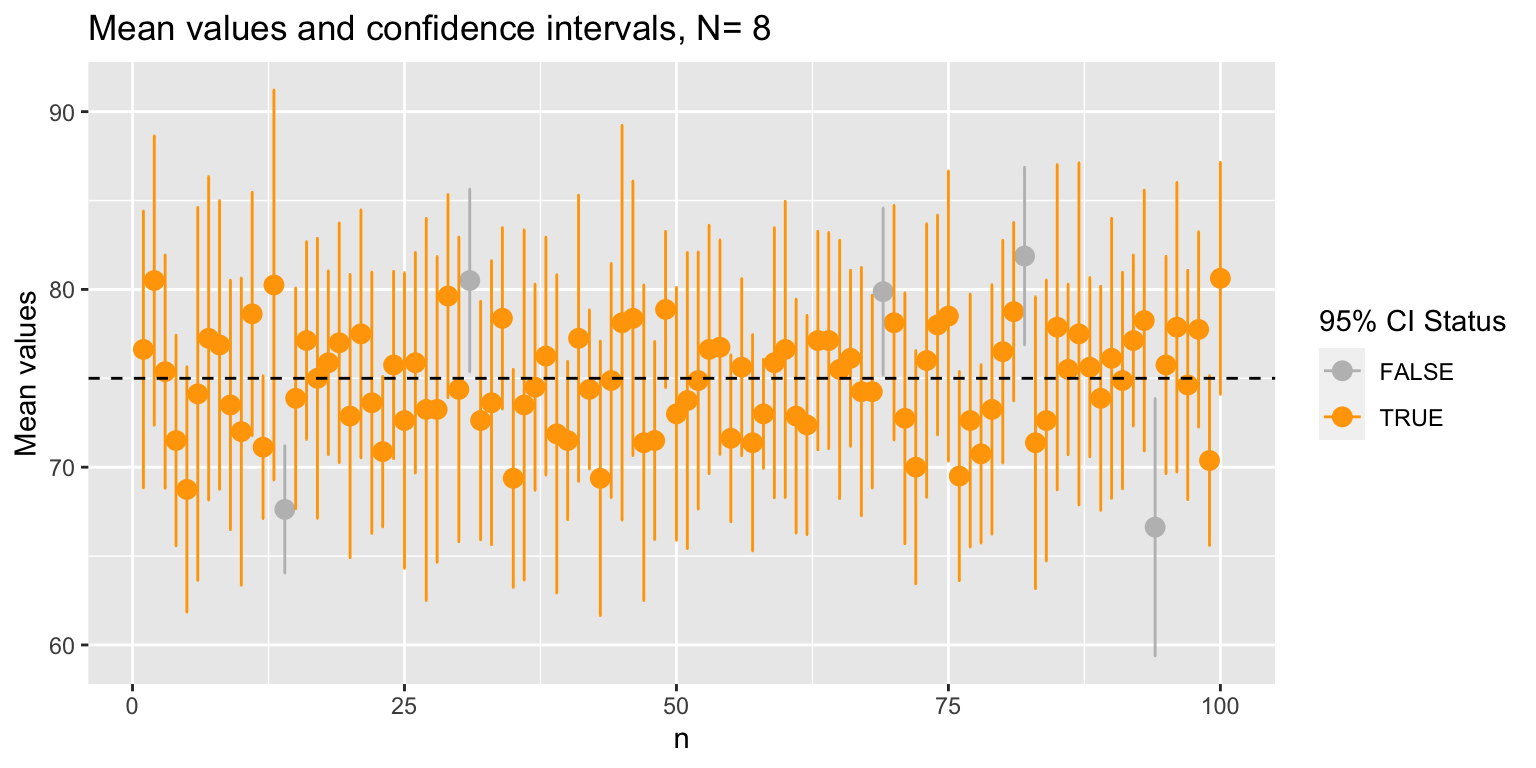 Mean values and confidence intervals, N= 8
90
80
70
60
Mean values
0 25 50 75 100
n
95% CI Status
FALSE
TRUE